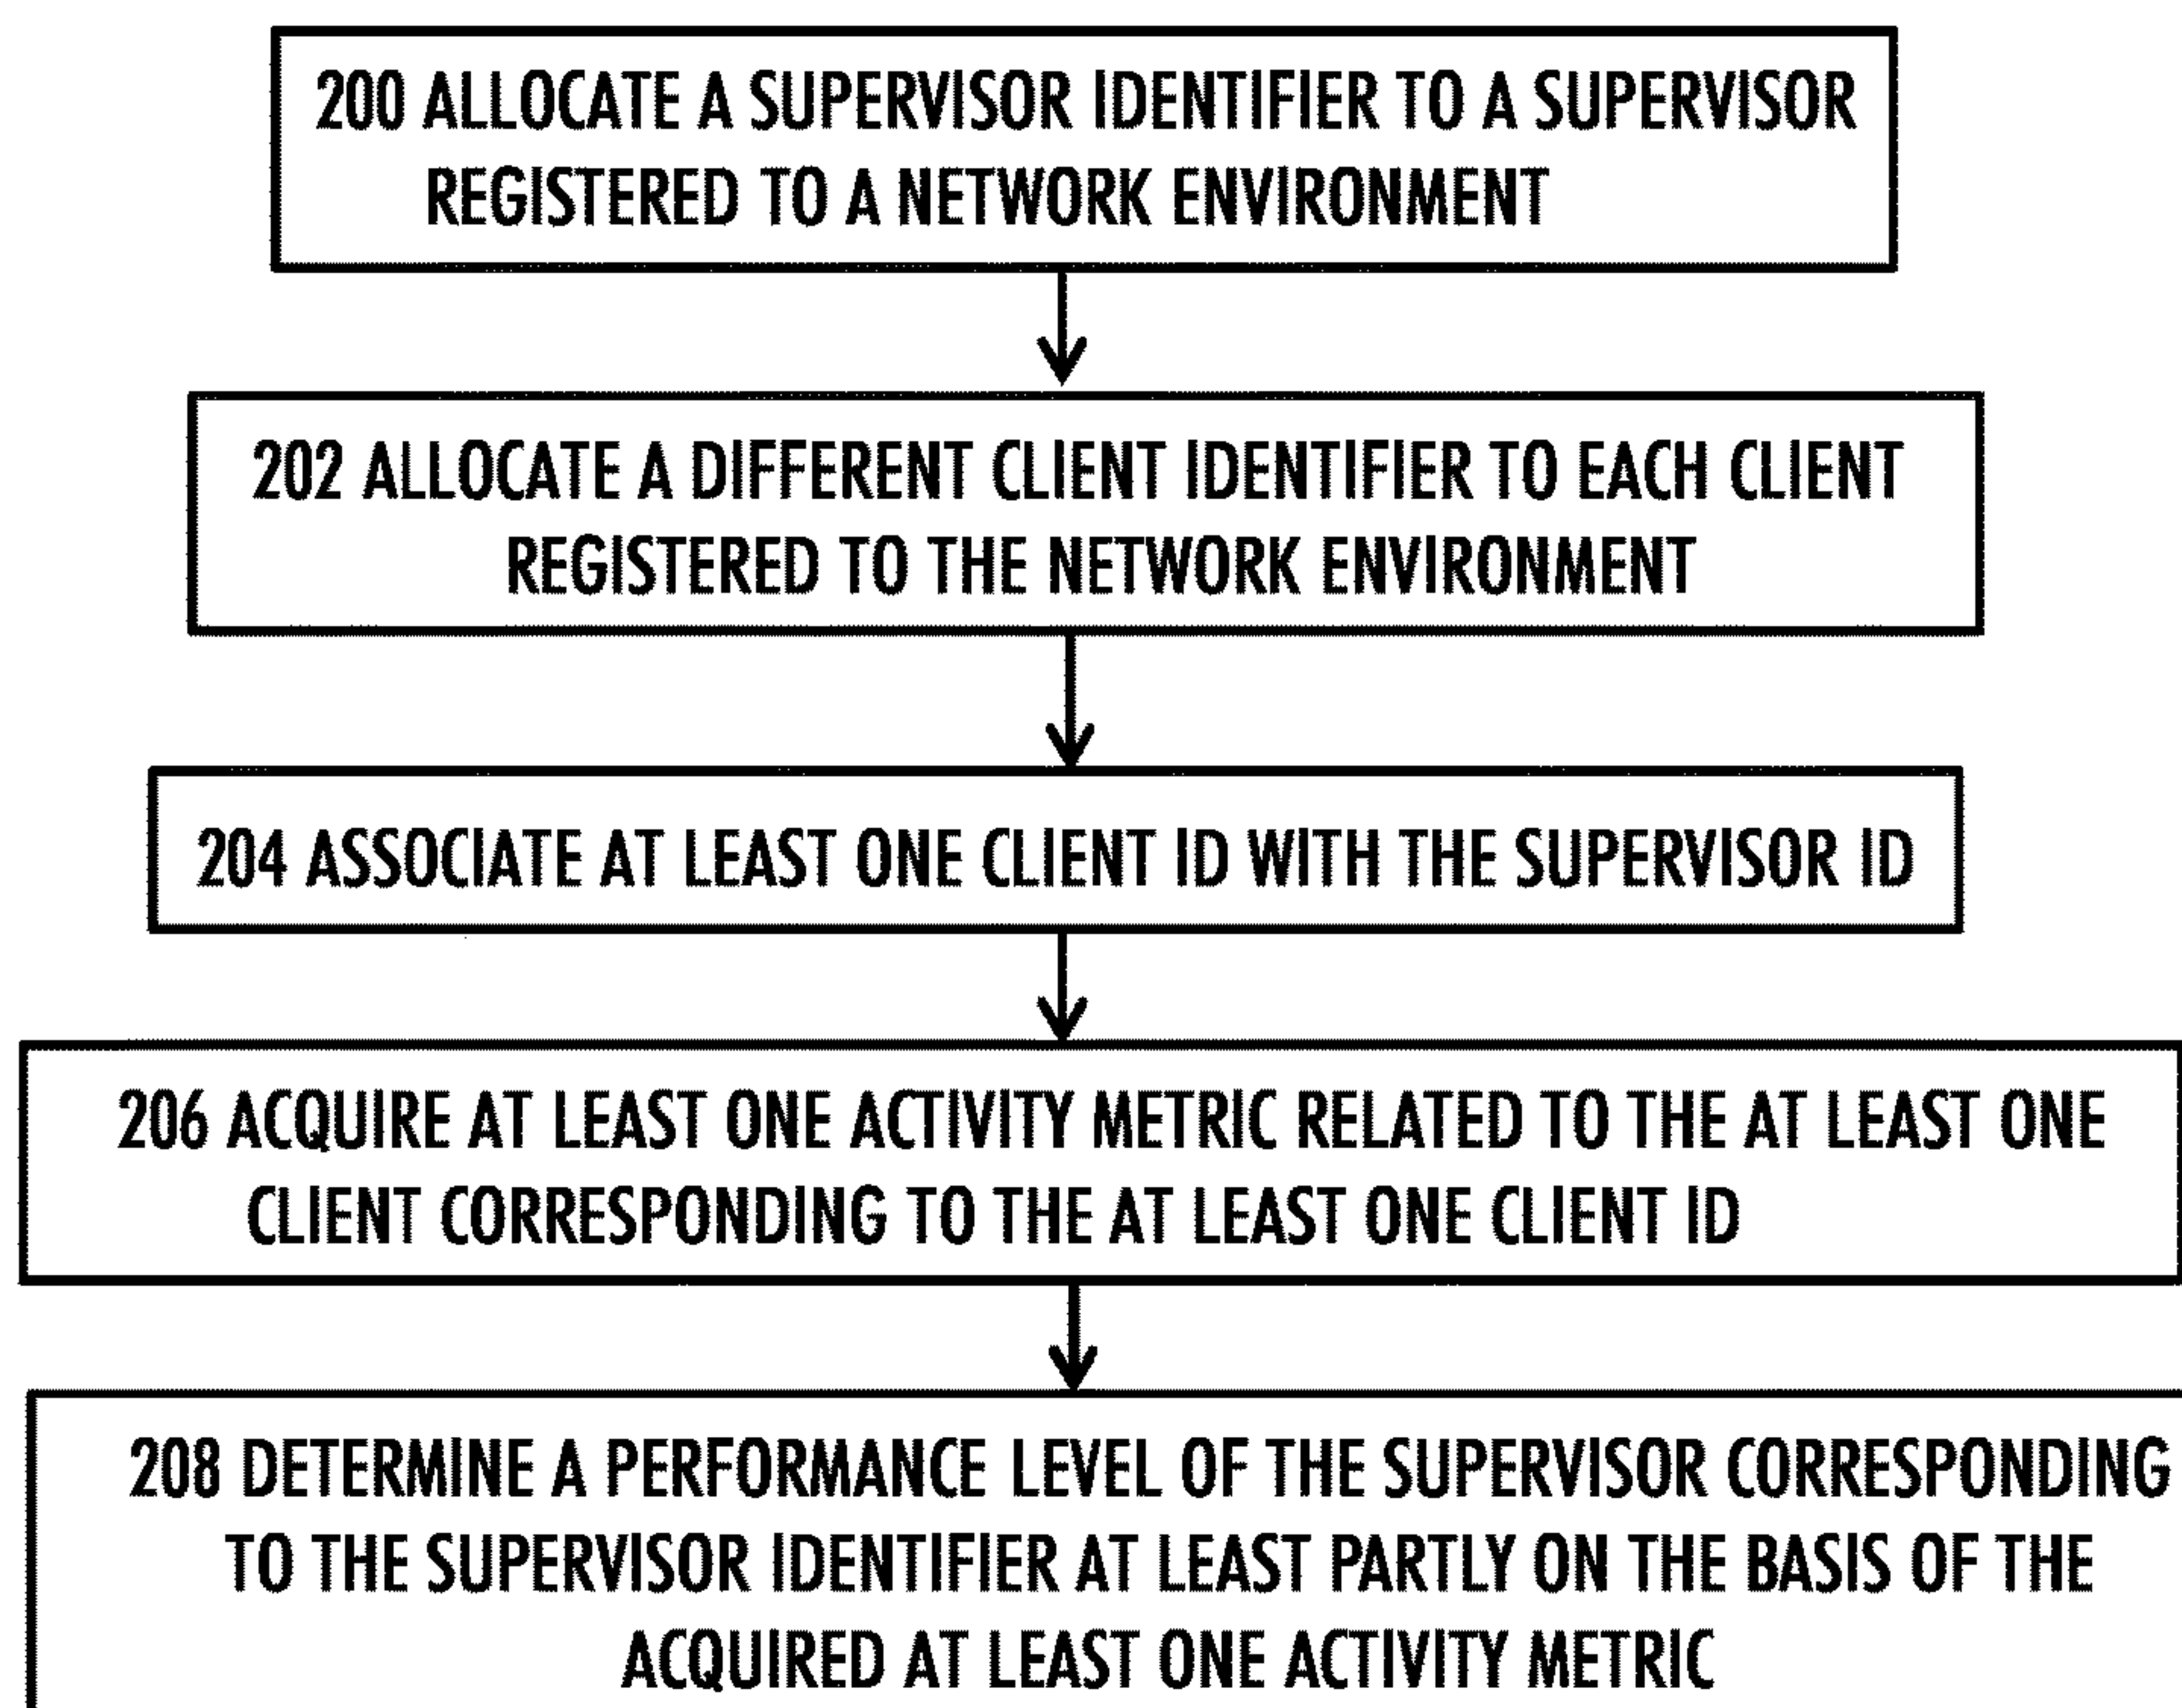 200 ALLOCATE A SUPERVISOR IDENTIFIER TO A SUPERVISOR
REGISTERED TO A NETWORK ENVIRONMENT
202 ALLOCATE A DIFFERENT CLIENT IDENTIFIER TO EACH CLIENT
REGISTERED TO THE NETWORK ENVIRONMENT
204 ASSOCIATE AT LEAST ONE CLIENT ID WITH THE SUPERVISOR ID
206 ACQUIRE AT LEAST ONE ACTIVITY METRIC RELATED TO THE AT LEAST ONE
CLIENT CORRESPONDING TO THE AT LEAST ONE CLIENT ID
208 DETERMINE A PERFORMANCE LEVEL OF THE SUPERVISOR CORRESPONDING
TO THE SUPERVISOR IDENTIFIER AT LEAST PARTLY ON THE BASIS OF THE
ACQUIRED AT LEAST ONE ACTIVITY METRIC